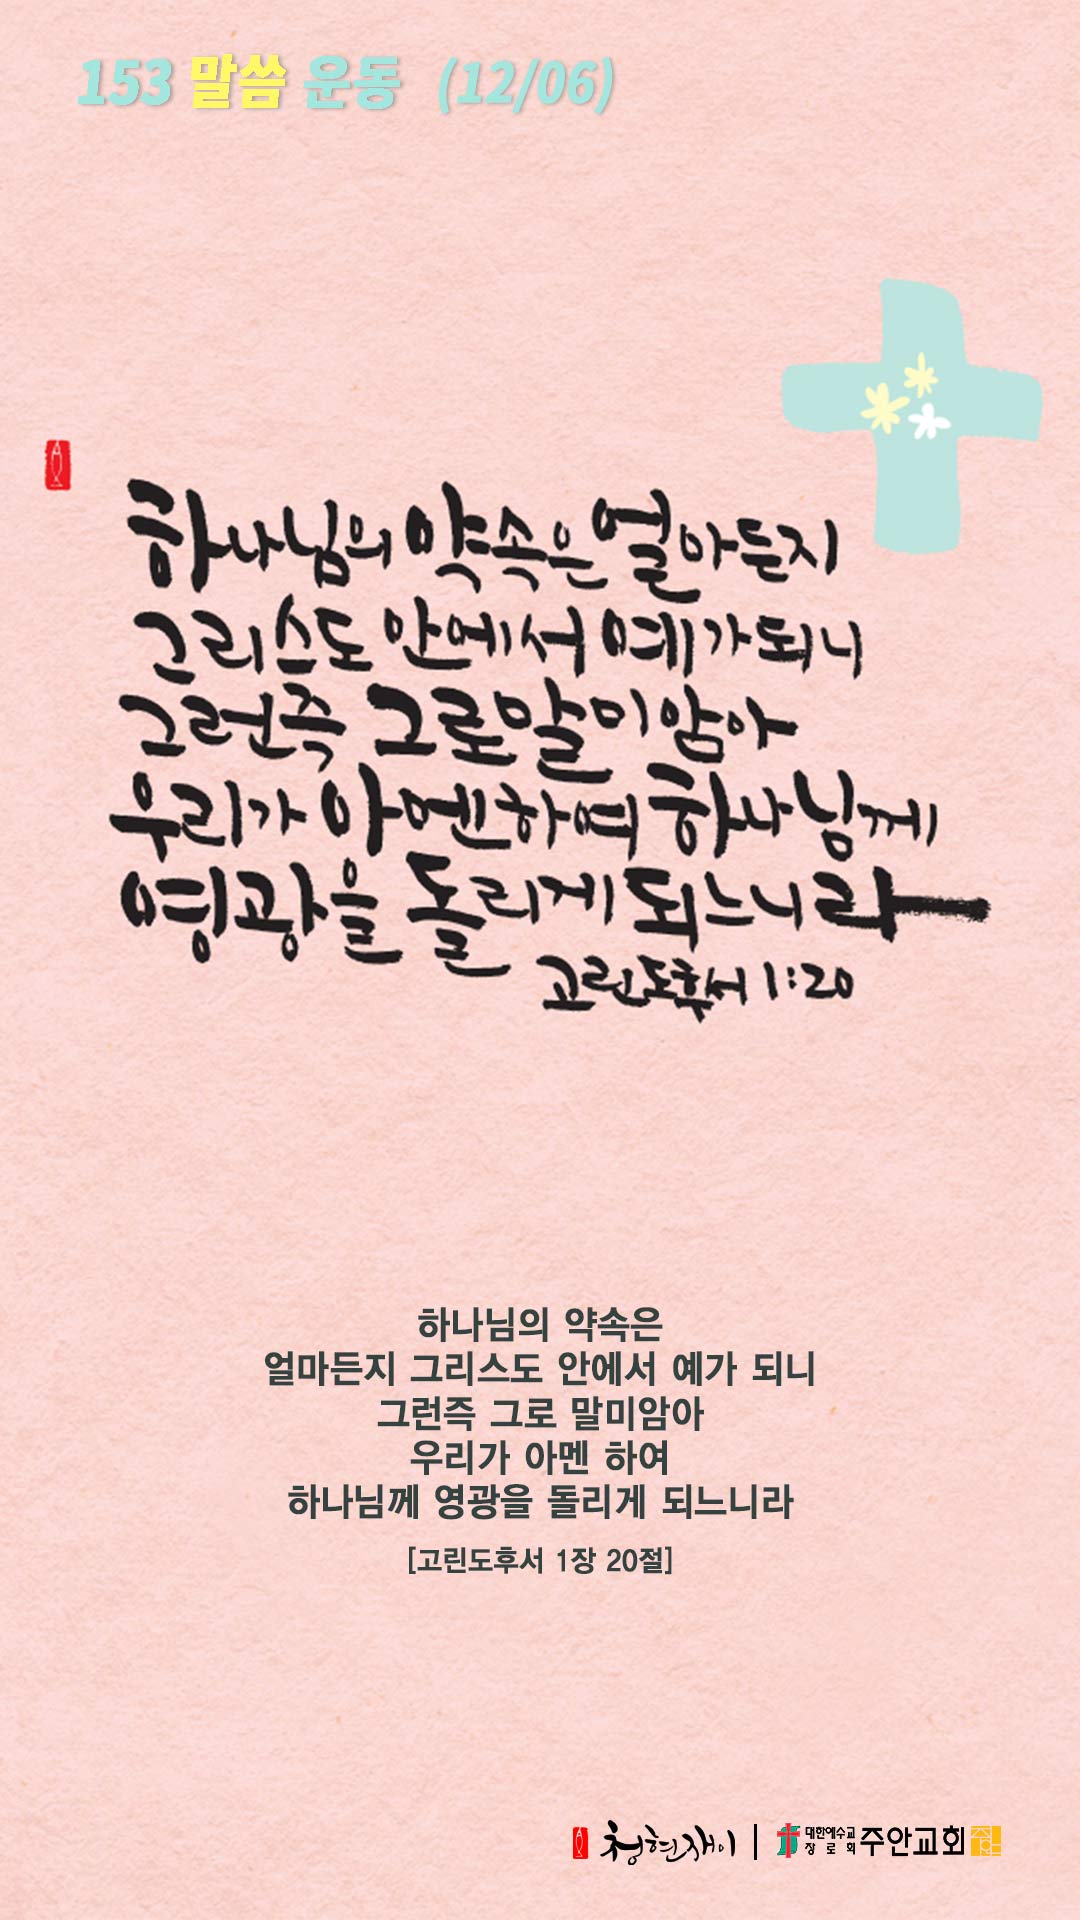 153 말씀 운동 (12/06)
하나님의 약속은 얼마든지
그리스도 안에서 예가 되니
그런즉 그로 말미암아
우리가 아멘하여 하나님께
영광을 돌리게 되느니라
고린도후서 1:20
하나님의 약속은
얼마든지 그리스도 안에서 예가 되니
그런즉 그로 말미암아
우리가 아멘 하여
하나님께 영광을 돌리게 되느니라
[고린도후서 1장 20절]
청현재이 | 대한예수교 장로회 주안교회